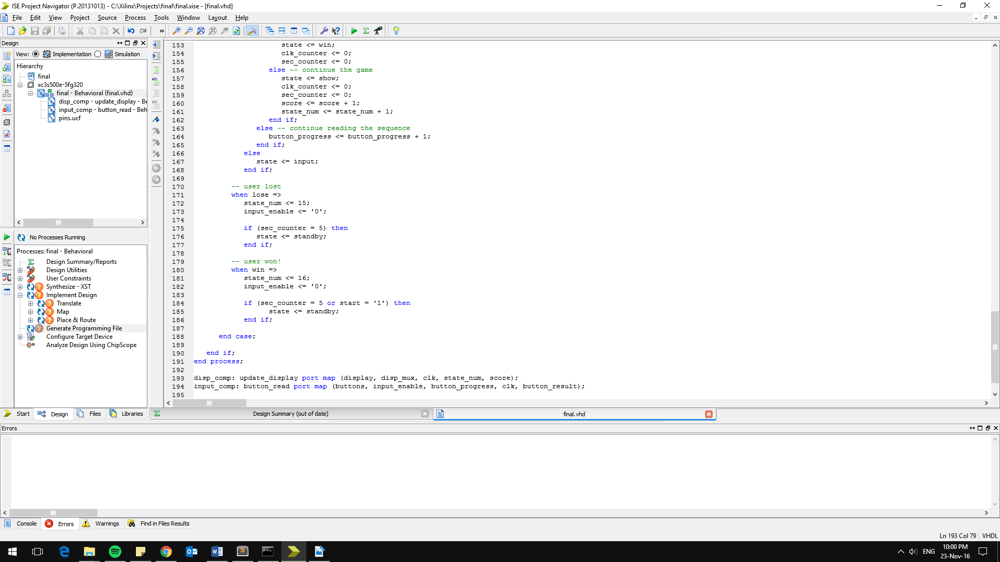 ISE Project Navigator (P.20131013) - C:\Xilinx\Projects\final\final.xise - [final.vhd]
File Edit View Project Source Process Tools Window Layout Help
Design
View: Implementation Simulation
Hierarchy
final
xc3s500e-5fg320
final - Behavioral (final.vhd)
disp_comp - update_display - Be
input_comp - button_read - Beh
pins.ucf
No Processes Running
Processes: final - Behavioral
Design Summary/Reports
Design Utilities
User Constraints
Synthesize - XST
Implement Design
Translate
Map
Place & Route
Generate Programming File
Configure Target Device
Analyze Design Using ChipScope
Start Design Files Libraries
153 state <= win;
154 clk_counter <= 0;
155 sec_counter <= 0;
156 else -- continue the game
157 state <= show;
158 clk_counter <= 0;
159 sec_counter <= 0;
160 score <= score + 1;
161 state_num <= state_num + 1;
162 end if;
163 else -- continue reading the sequence
164 button_progress <= button_progress + 1;
165 end if;
166 else
167 state <= input;
168 end if;
169
170 -- user lost
171 when lose =>
172 state_num <= 15;
173 input_enable <= '0';
174
175 if (sec_counter = 5) then
176 state <= standby;
177 end if;
178
179 -- user won!
180 when win =>
181 state_num <= 16;
182 input_enable <= '0';
183
184 if (sec_counter = 5 or start = '1') then
185 state <= standby;
186 end if;
187
188 end case;
189
190 end if;
191 end process;
192
193 disp_comp: update_display port map (display, disp_mux, clk, state_num, score);
194 input_comp: button_read port map (buttons, input_enable, button_progress, clk, button_result);
195
Design Summary (out of date) final.vhd
Errors
Console Errors Warnings Find in Files Results
Ln 193 Col 79 VHDL
ENG 10:00 PM
23-Nov-16